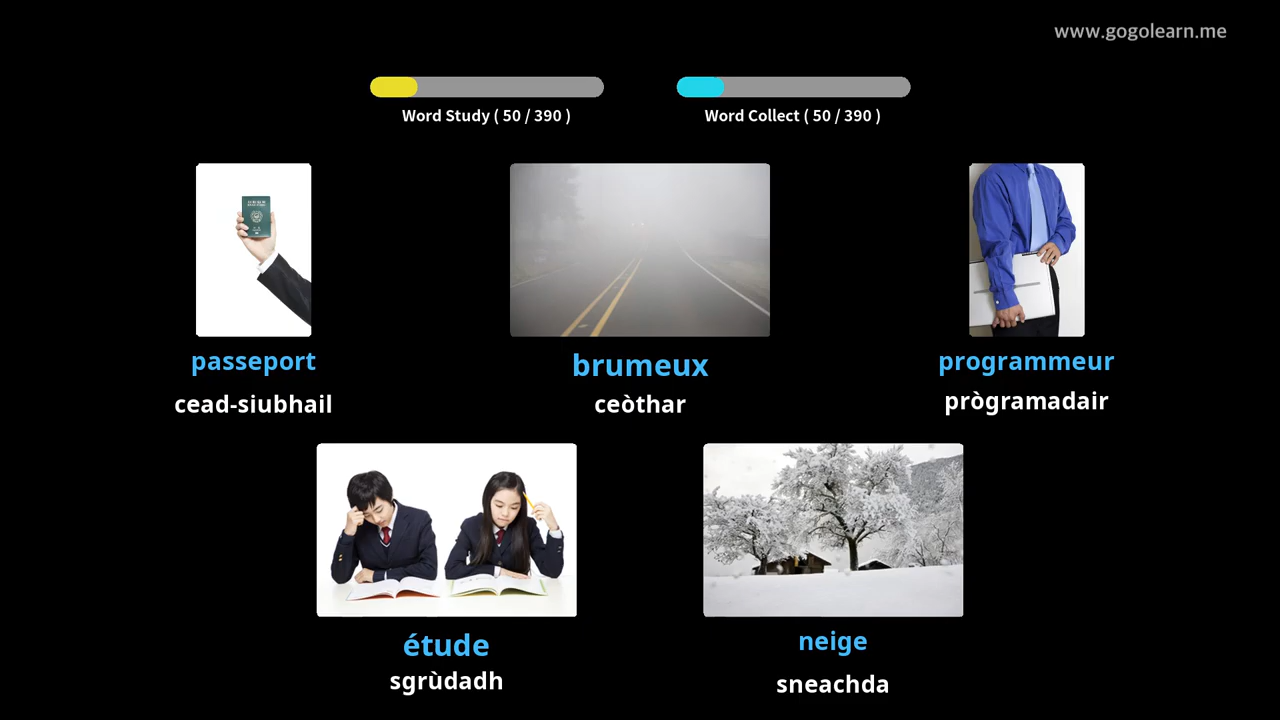 www.gogolearn.me
Word Study ( 50 / 390 )
Word Collect ( 50 / 390 )
passeport
cead-siubhail
brumeux
ceòthar
programmeur
prògramadair
étude
sgrùdadh
neige
sneachda